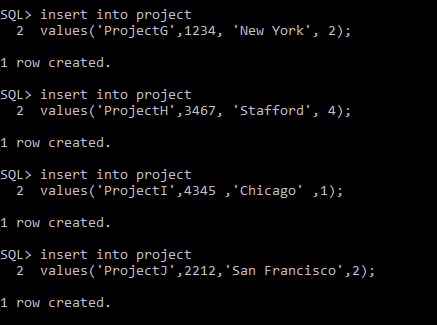 SQL> insert into project
  2  values('ProjectG',1234, 'New York', 2);
1 row created.
SQL> insert into project
  2  values('ProjectH',3467, 'Stafford', 4);
1 row created.
SQL> insert into project
  2  values('ProjectI',4345 ,'Chicago' ,1);
1 row created.
SQL> insert into project
  2  values('ProjectJ',2212,'San Francisco',2);
1 row created.